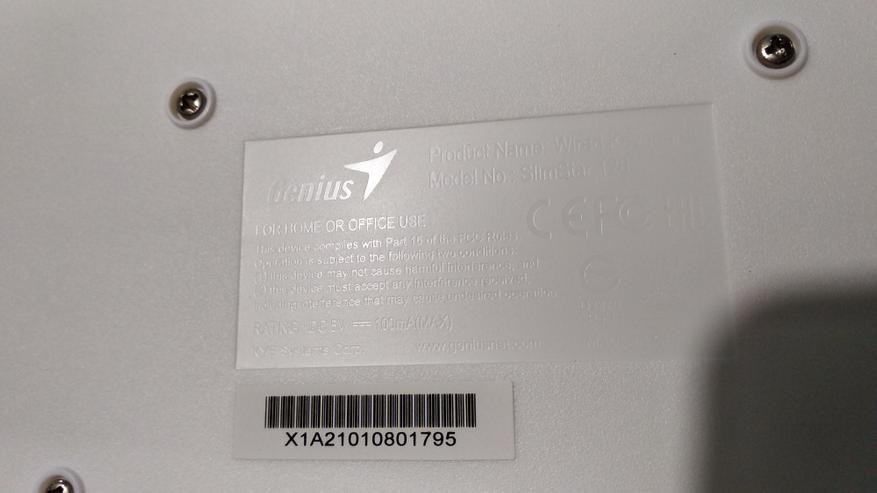 Genius
Product Name: Wired
Model No.: SlimStar
CE FC
FOR HOME OR OFFICE USE
This device complies with Part 15 of the FCC Rules
Operation is subject to the following two conditions:
(1) this device may not cause harmful interference, and
(2) this device must accept any interference received,
including interference that may cause undesired operation.
RATING: DC 5V 100mA(MAX)
KYE Systems Corp. www.geniusnet.com
X1A21010801795